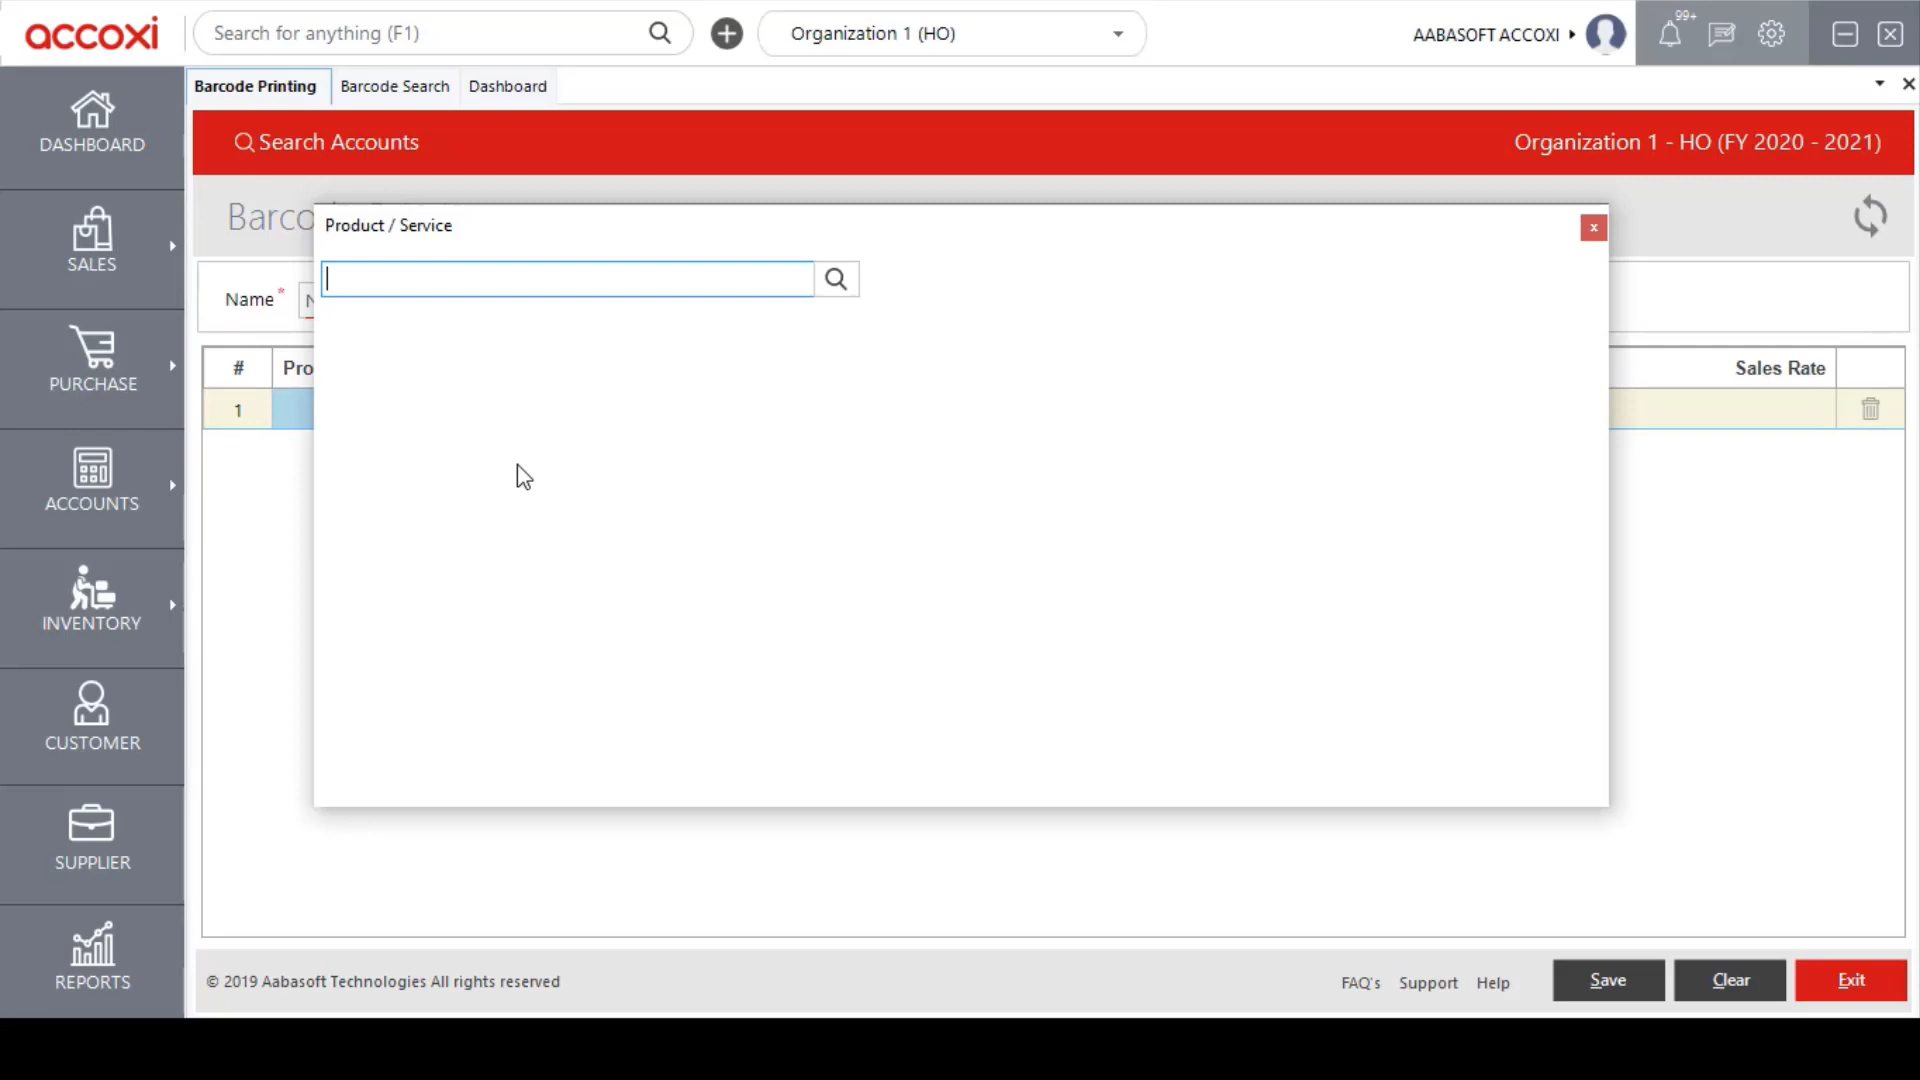 accoxi
Search for anything (F1)
Organization 1 (HO)
AABASOFT ACCOXI
99+
Barcode Printing
Barcode Search
Dashboard
Search Accounts
Organization 1 - HO (FY 2020 - 2021)
Barco
Product / Service
x
Name *
N
# Pro
Sales Rate
1
DASHBOARD
SALES
PURCHASE
ACCOUNTS
INVENTORY
CUSTOMER
SUPPLIER
REPORTS
© 2019 Aabasoft Technologies All rights reserved
FAQ's Support Help
Save
Clear
Exit